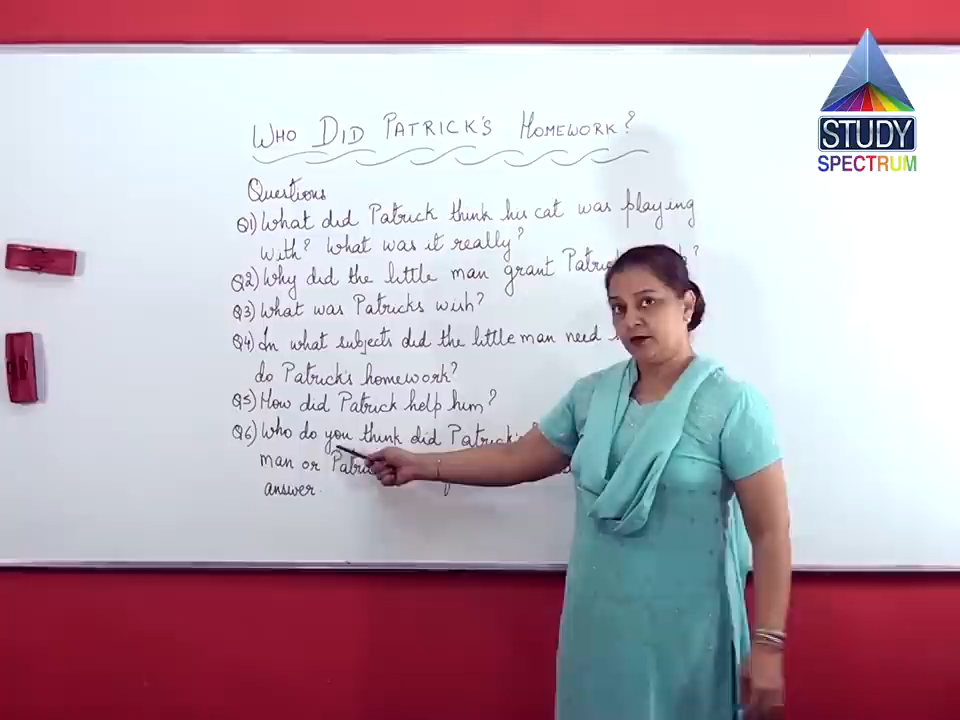 WHO DID PATRICK'S HOMEWORK?
STUDY
SPECTRUM
Questions
Q1) What did Patrick think his cat was playing
with? What was it really?
Q2) Why did the little man grant
Q3) What was Patricks wish?
Q4) In what subjects did the little man need
do Patrick's homework?
Q5) How did Patrick help him?
Q6) Who do you think did Patrick's
man or
answer.